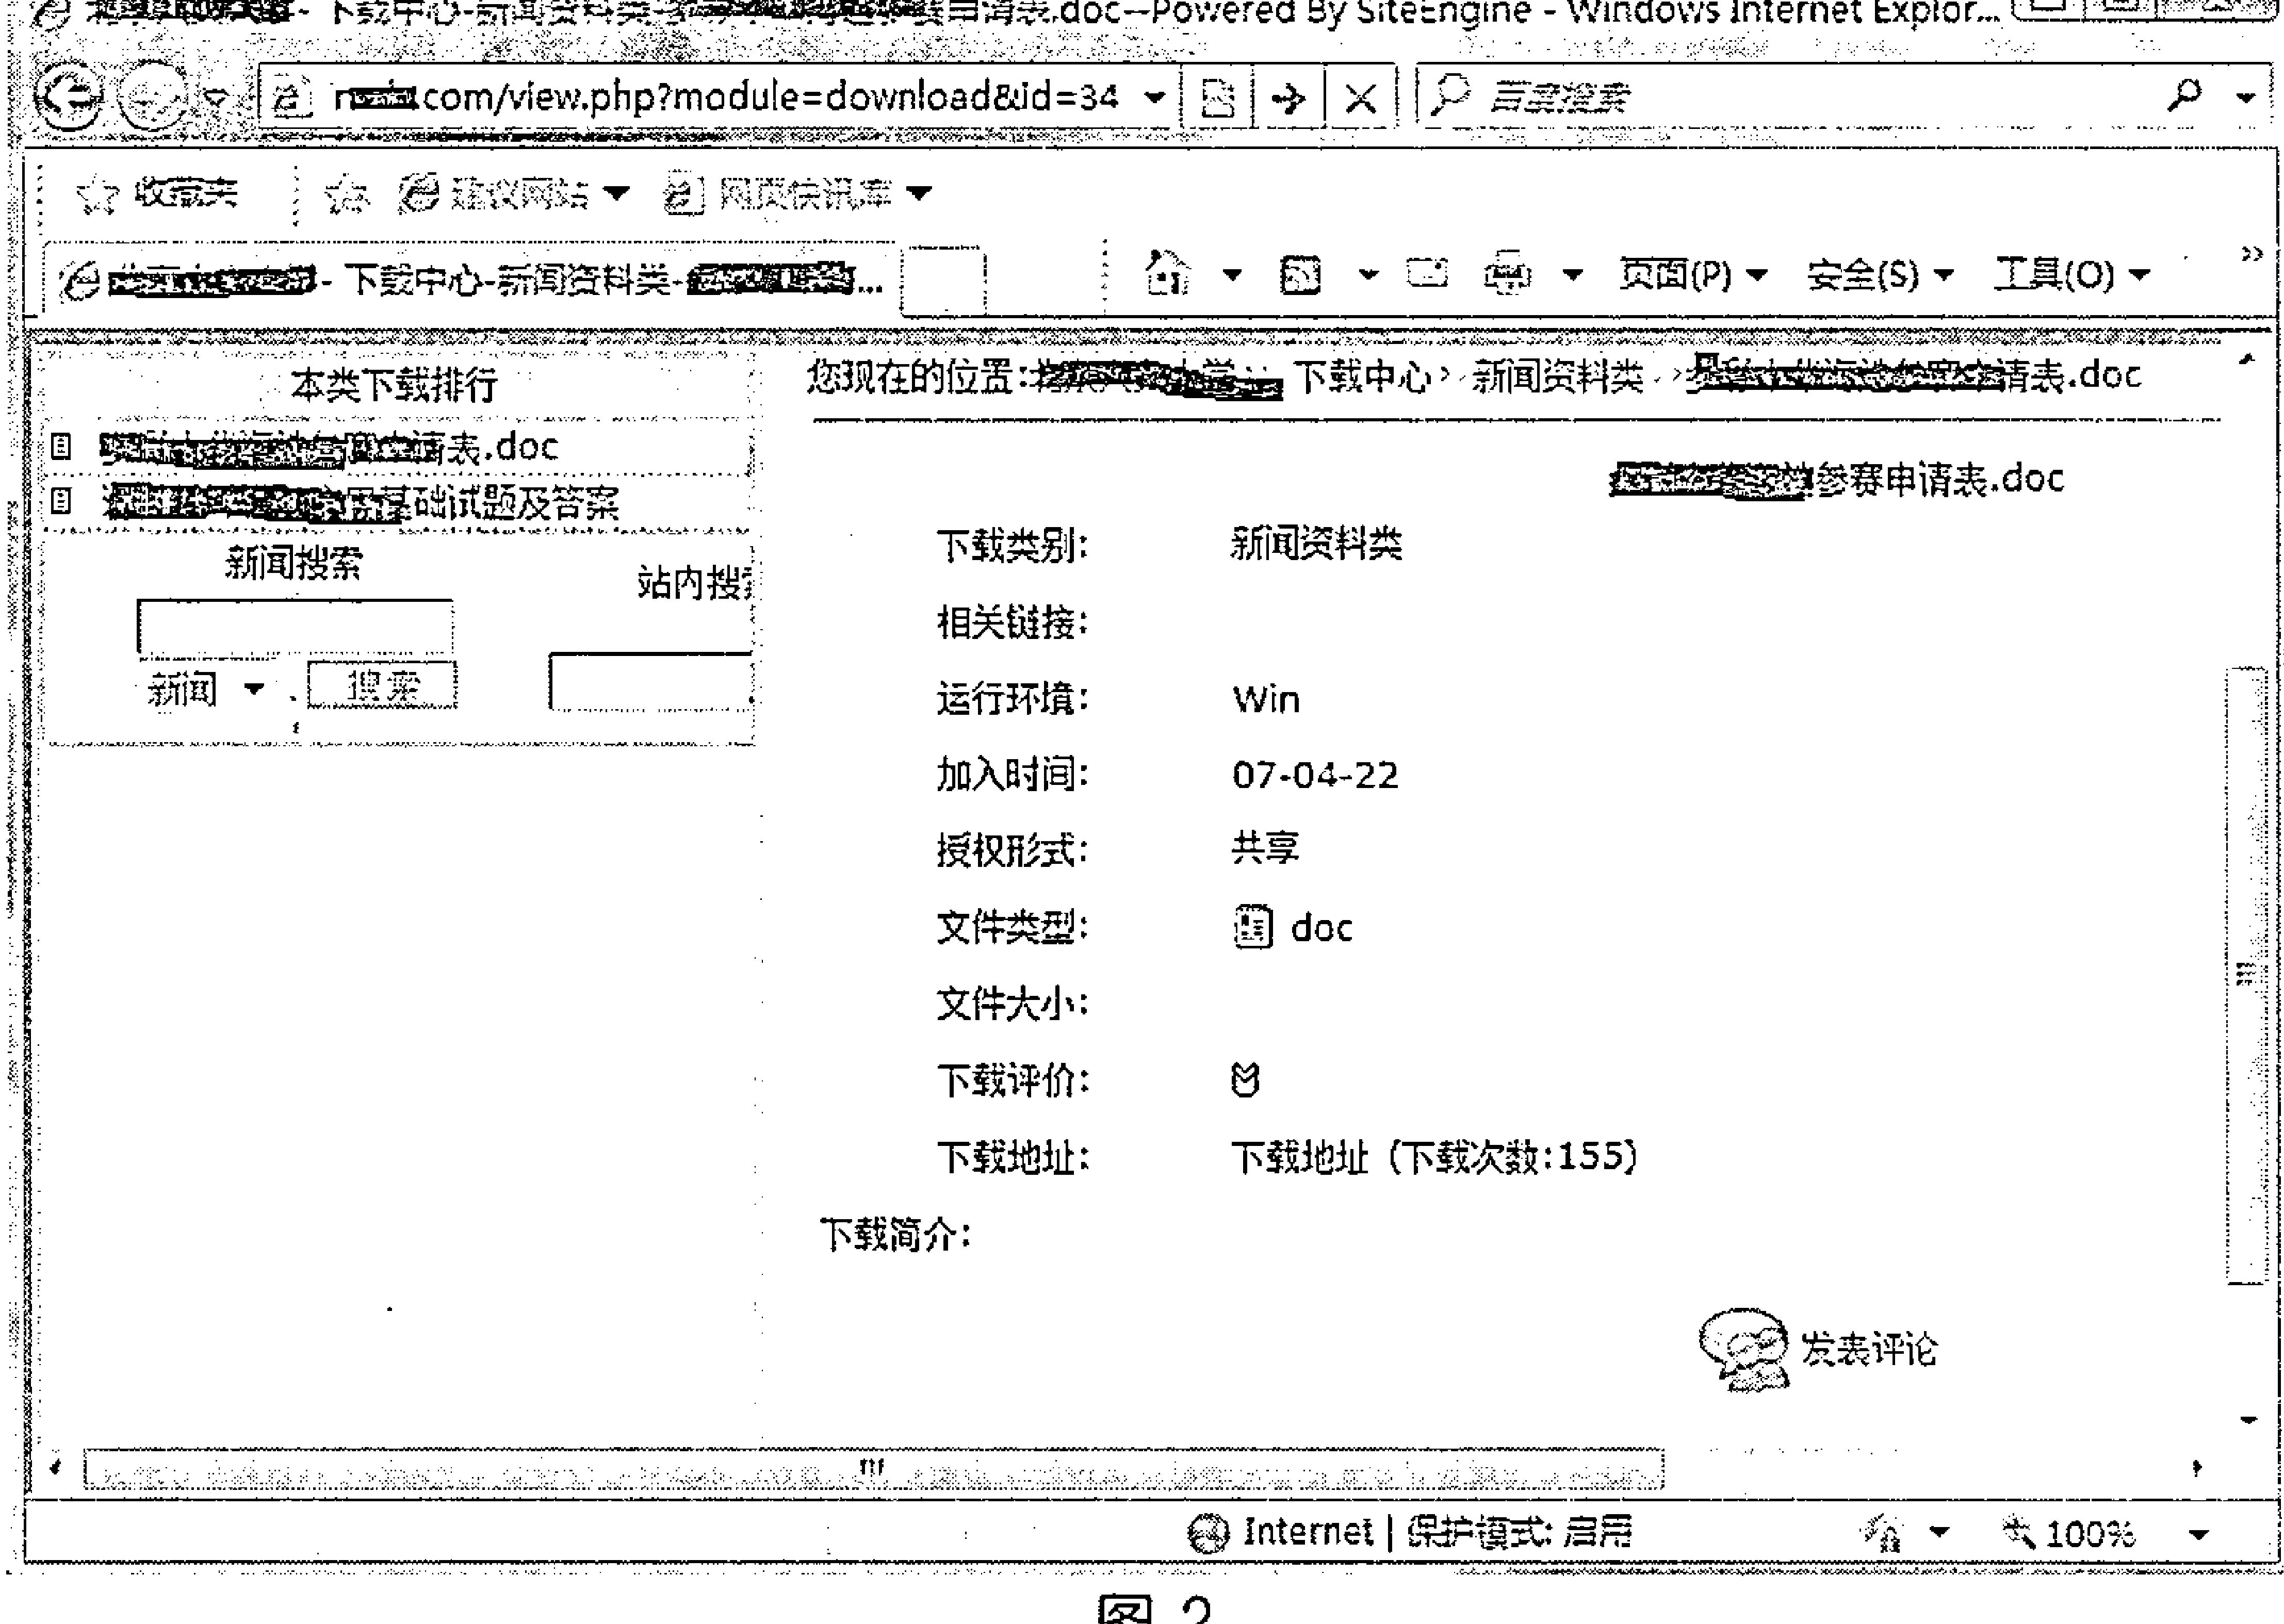 - 下载中心-新闻资料类- 申请表.doc--Powered By SiteEngine - Windows Internet Explor...
.com/view.php?module=download&id=34 百度搜索
收藏夹 建议网站 网页快讯库
- 下载中心-新闻资料类- ... 页面(P) 安全(S) 工具(O) »
本类下载排行
请表.doc
基础试题及答案
新闻搜索
站内搜
新闻 搜索
您现在的位置: 下载中心 > 新闻资料类 > 请表.doc
参赛申请表.doc
下载类别: 新闻资料类
相关链接:
运行环境: Win
加入时间: 07-04-22
授权形式: 共享
文件类型: doc
文件大小:
下载评价:
下载地址: 下载地址 (下载次数:155)
下载简介:
发表评论
Internet | 保护模式: 启用 100%
图 2